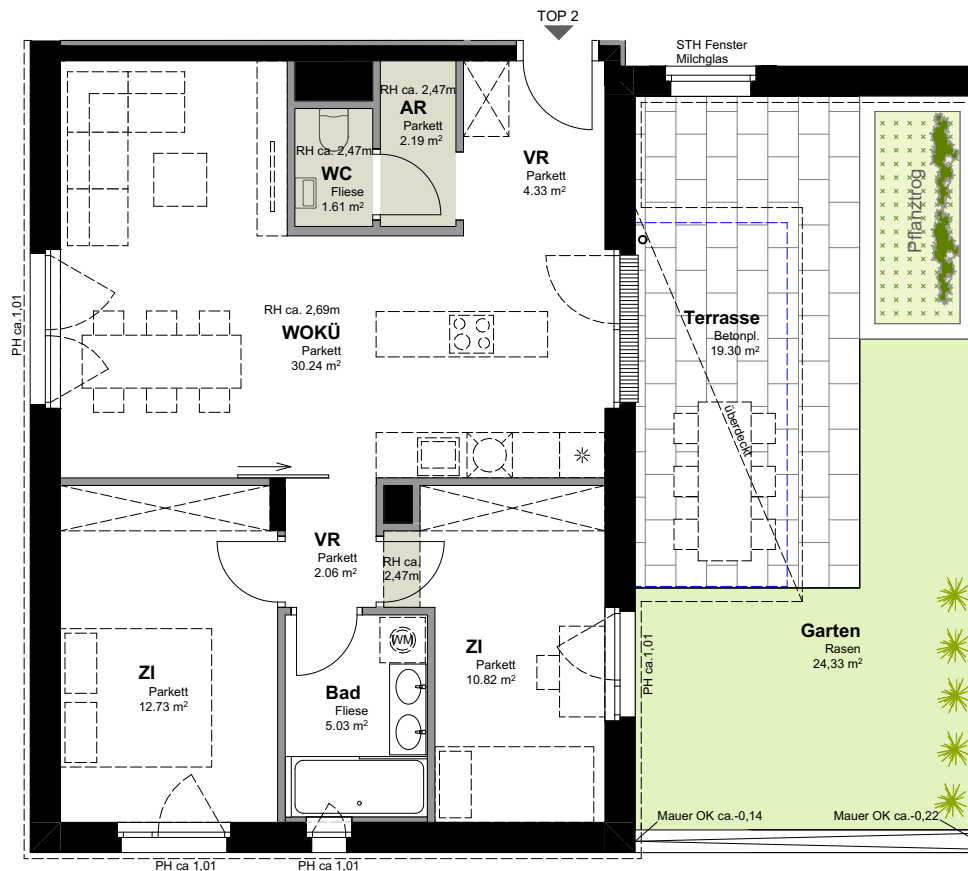 TOP 2
STH Fenster
Milchglas
RH ca. 2,47m
AR
Parkett
2.19 m²
RH ca. 2,47m
WC
Fliese
1.61 m²
VR
Parkett
4.33 m²
Pflanztrog
PH ca.1,01
RH ca. 2,69m
WOKÜ
Parkett
30.24 m²
Terrasse
Betonpl.
19.30 m²
überdeckt
VR
Parkett
2.06 m²
RH ca.
2,47m
WM
ZI
Parkett
12.73 m²
Bad
Fliese
5.03 m²
ZI
Parkett
10.82 m²
PH ca.1,01
Garten
Rasen
24,33 m²
Mauer OK ca.-0,14
Mauer OK ca.-0,22
PH ca 1,01
PH ca 1,01